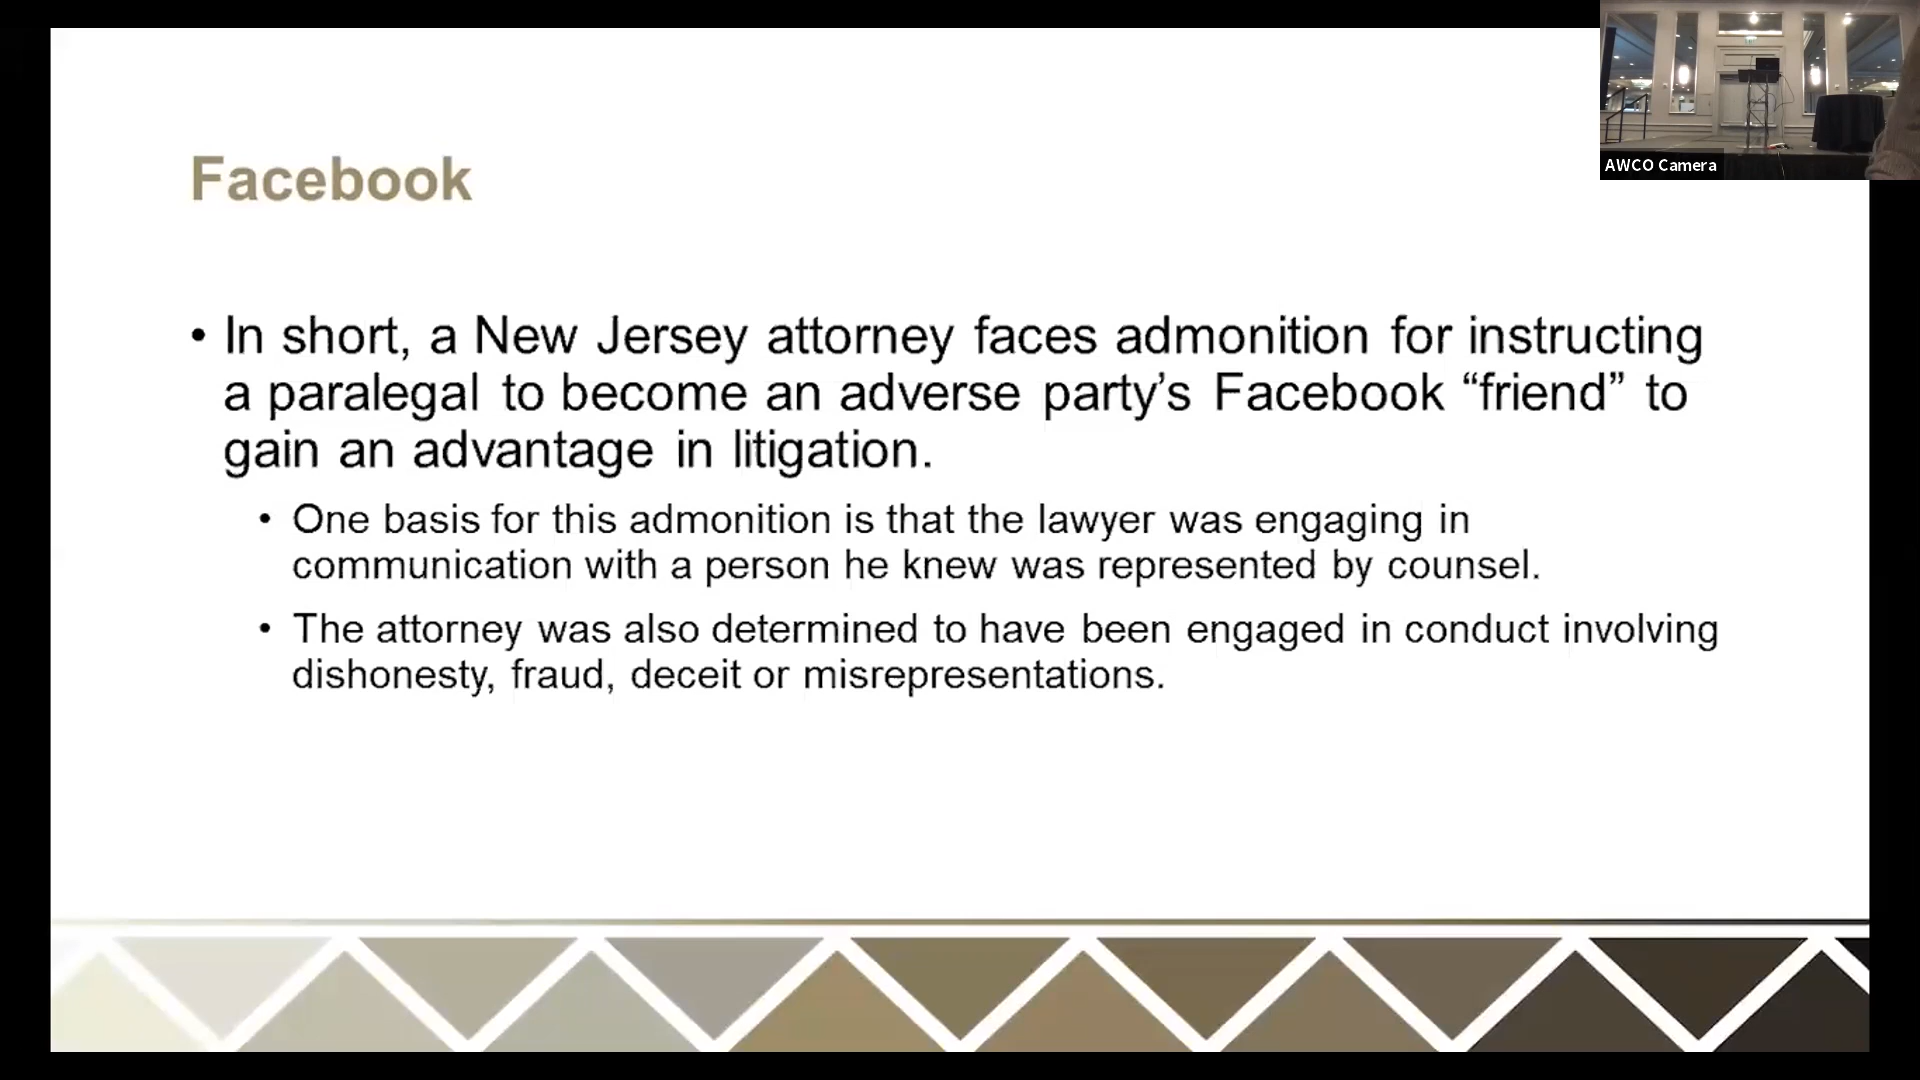 Facebook
• In short, a New Jersey attorney faces admonition for instructing
a paralegal to become an adverse party’s Facebook “friend” to
gain an advantage in litigation.
• One basis for this admonition is that the lawyer was engaging in
communication with a person he knew was represented by counsel.
• The attorney was also determined to have been engaged in conduct involving
dishonesty, fraud, deceit or misrepresentations.
AWCO Camera